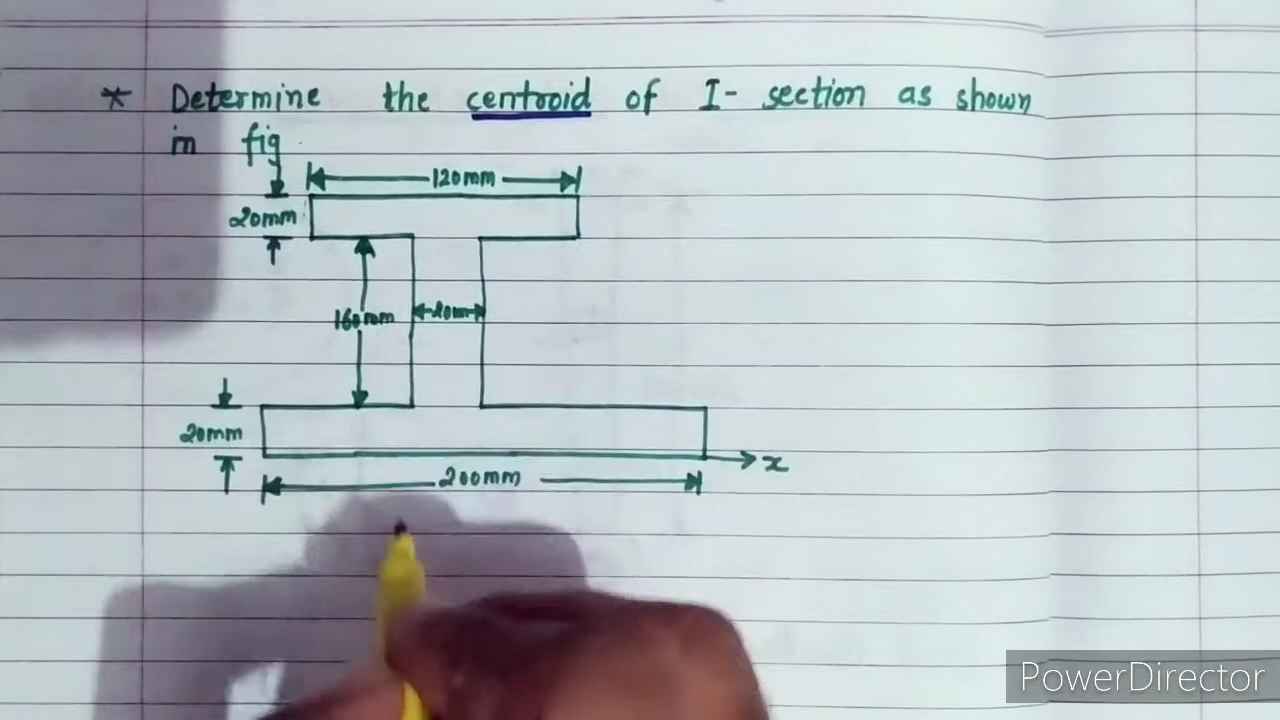 * Determine the centroid of I- section as shown
in fig
120mm
20mm
160mm
20mm
20mm
200mm
x
PowerDirector